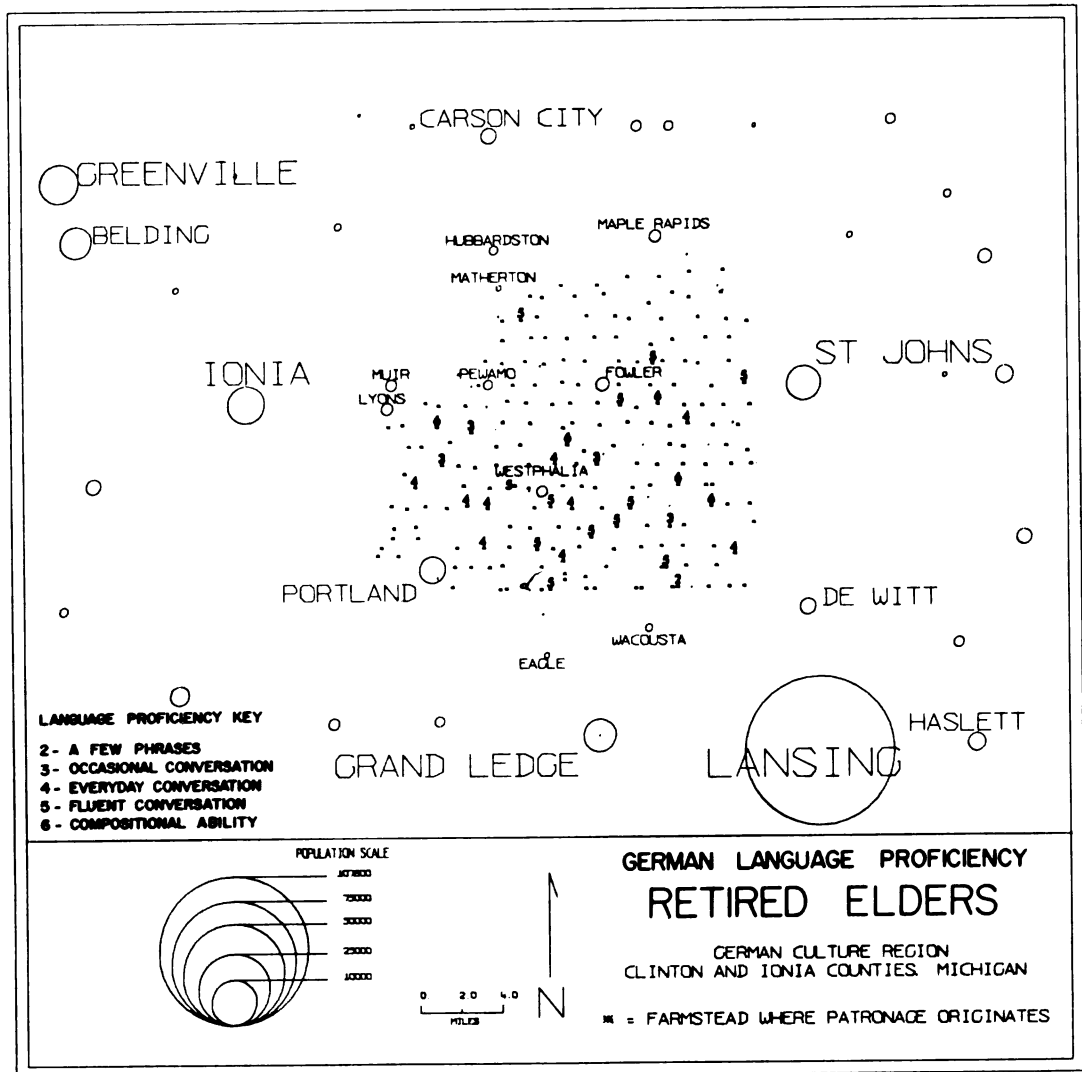 CARSON CITY
GREENVILLE
BELDING
MAPLE RAPIDS
HUBBARDSTON
MATHERTON
ST JOHNS
IONIA
MUIR
PEWAMO
FOWLER
LYONS
WESTPHALIA
PORTLAND
DE WITT
WACOUSTA
EAGLE
HASLETT
GRAND LEDGE
LANSING
LANGUAGE PROFICIENCY KEY
2- A FEW PHRASES
3- OCCASIONAL CONVERSATION
4- EVERYDAY CONVERSATION
5- FLUENT CONVERSATION
6- COMPOSITIONAL ABILITY
POPULATION SCALE
75000
50000
25000
10000
0 2.0 4.0
MILES
N
GERMAN LANGUAGE PROFICIENCY
RETIRED ELDERS
GERMAN CULTURE REGION
CLINTON AND IONIA COUNTIES. MICHIGAN
* = FARMSTEAD WHERE PATRONAGE ORIGINATES